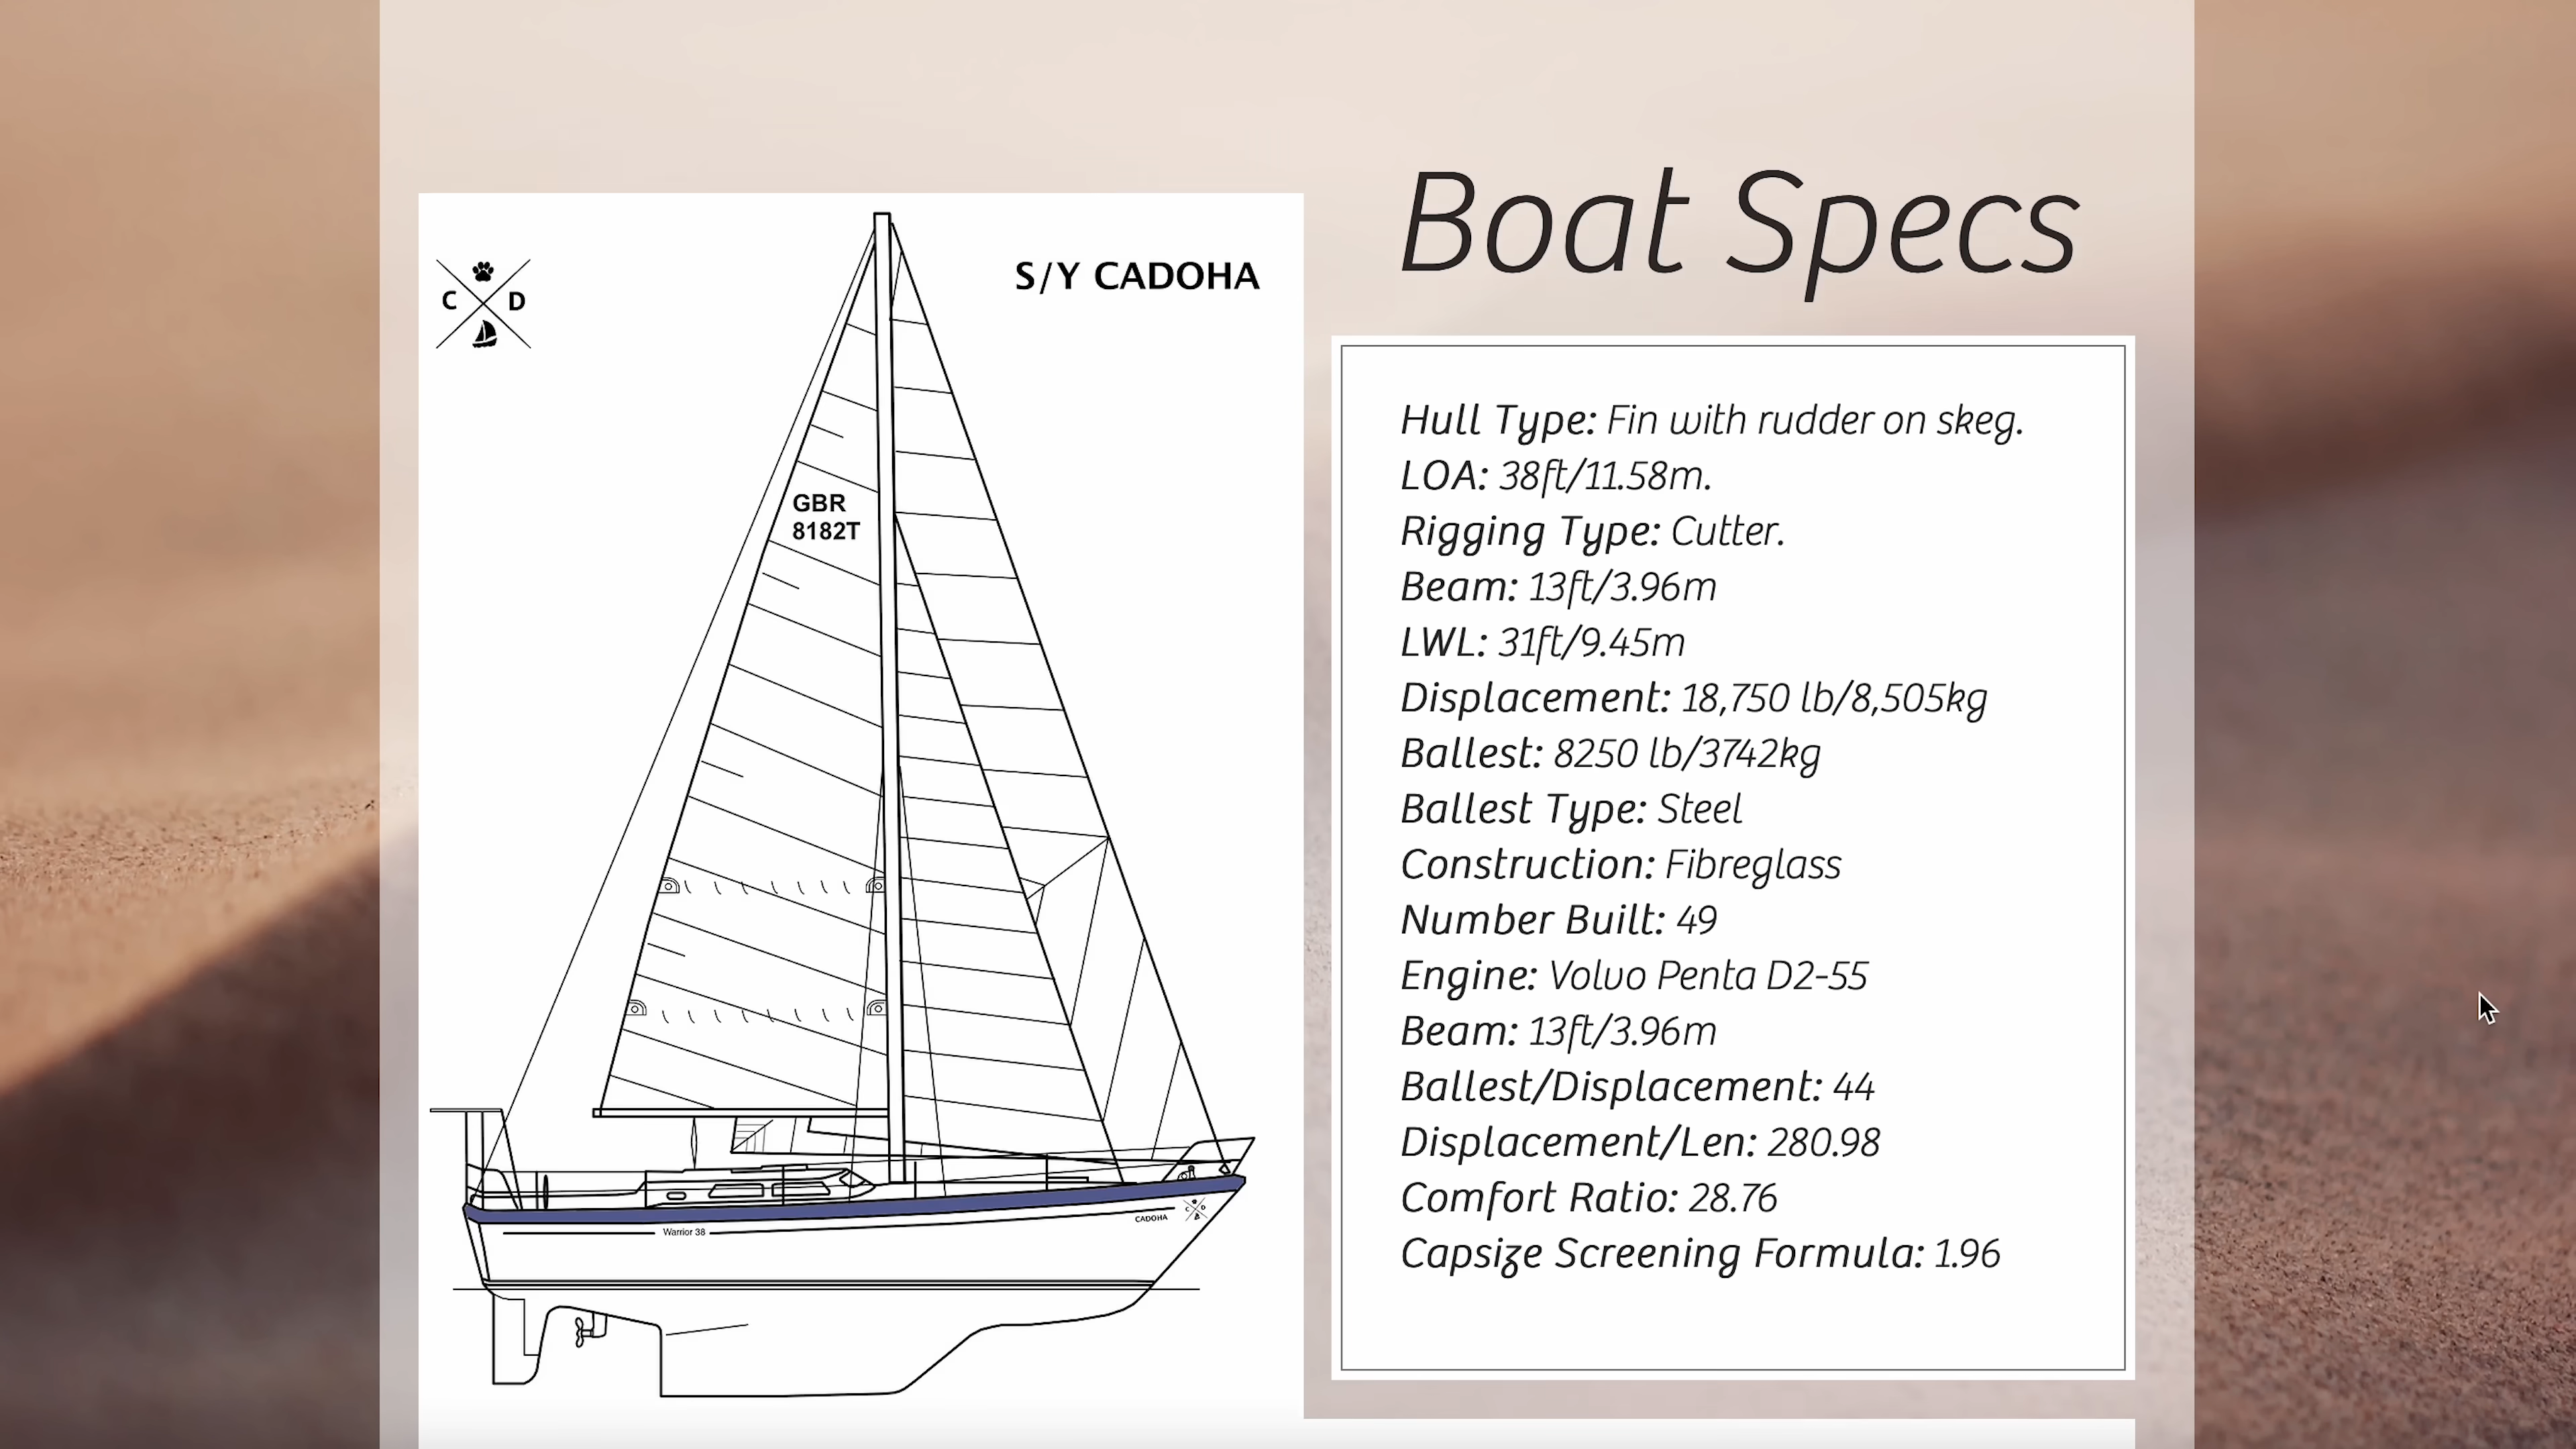 Boat Specs
C D
S/Y CADOHA
GBR
8182T
Warrior 38
CADOHA
C D
Hull Type: Fin with rudder on skeg.
LOA: 38ft/11.58m.
Rigging Type: Cutter.
Beam: 13ft/3.96m
LWL: 31ft/9.45m
Displacement: 18,750 lb/8,505kg
Ballest: 8250 lb/3742kg
Ballest Type: Steel
Construction: Fibreglass
Number Built: 49
Engine: Volvo Penta D2-55
Beam: 13ft/3.96m
Ballest/Displacement: 44
Displacement/Len: 280.98
Comfort Ratio: 28.76
Capsize Screening Formula: 1.96